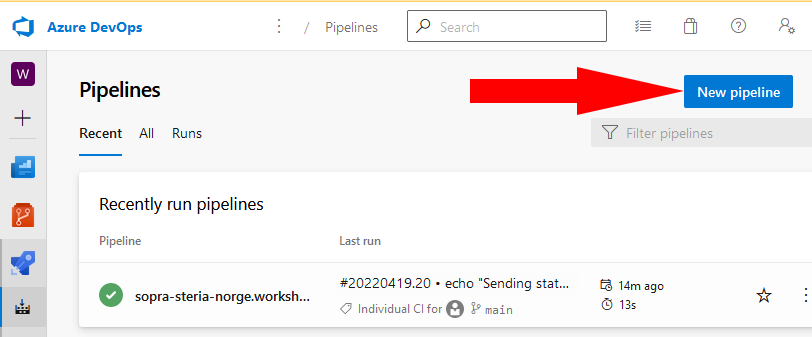 Azure DevOps / Pipelines Search
W
Pipelines
New pipeline
Recent All Runs
Filter pipelines
Recently run pipelines
Pipeline Last run
sopra-steria-norge.worksh... #20220419.20 • echo "Sending stat... 14m ago
Individual CI for main 13s